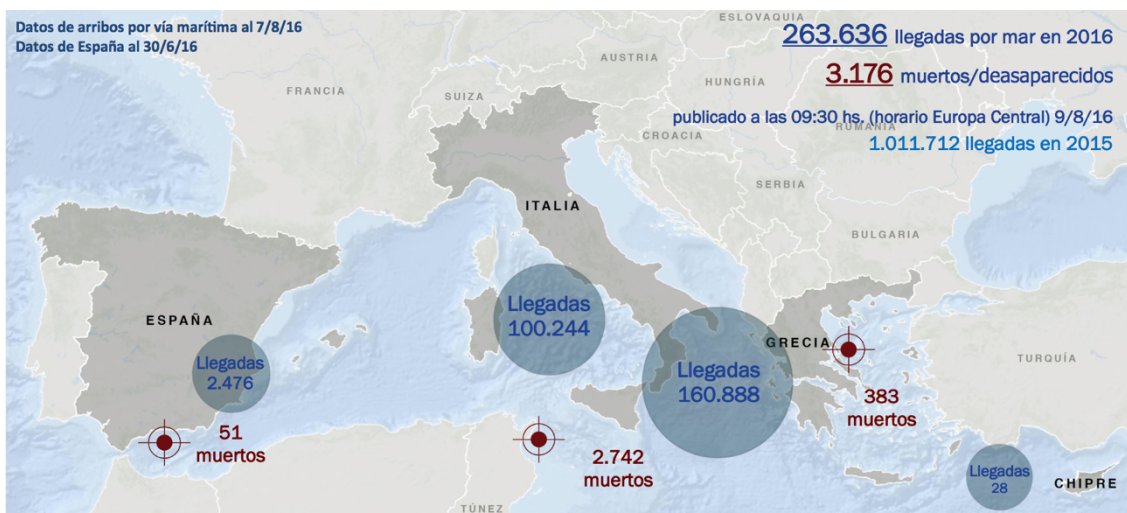 Datos de arribos por vía marítima al 7/8/16
Datos de España al 30/6/16
263.636 llegadas por mar en 2016
3.176 muertos/deasaparecidos
publicado a las 09:30 hs. (horario Europa Central) 9/8/16
1.011.712 llegadas en 2015
ESLOVAQUIA
AUSTRIA
HUNGRÍA
FRANCIA
SUIZA
RUMANIA
CROACIA
SERBIA
ITALIA
BULGARIA
ESPAÑA
Llegadas
100.244
GRECIA
TURQUÍA
Llegadas
2.476
Llegadas
160.888
383
muertos
51
muertos
2.742
muertos
Llegadas
28
CHIPRE
TÚNEZ